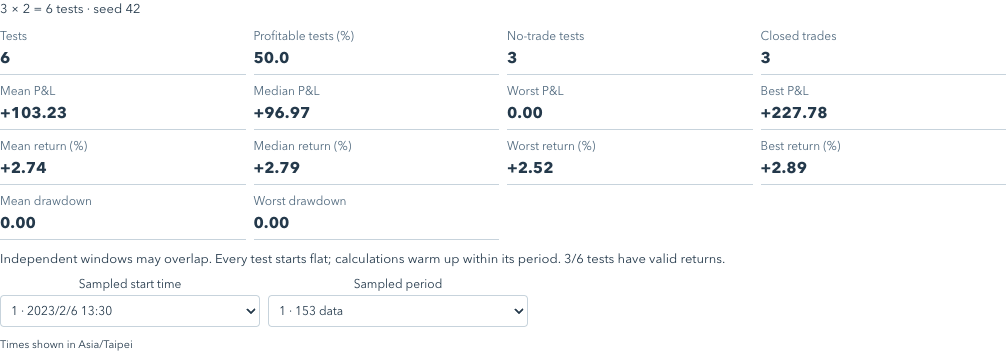 3 × 2 = 6 tests · seed 42
Tests
6
Profitable tests (%)
50.0
No-trade tests
3
Closed trades
3
Mean P&L
+103.23
Median P&L
+96.97
Worst P&L
0.00
Best P&L
+227.78
Mean return (%)
+2.74
Median return (%)
+2.79
Worst return (%)
+2.52
Best return (%)
+2.89
Mean drawdown
0.00
Worst drawdown
0.00
Independent windows may overlap. Every test starts flat; calculations warm up within its period. 3/6 tests have valid returns.
Sampled start time
1 · 2023/2/6 13:30
Sampled period
1 · 153 data
Times shown in Asia/Taipei